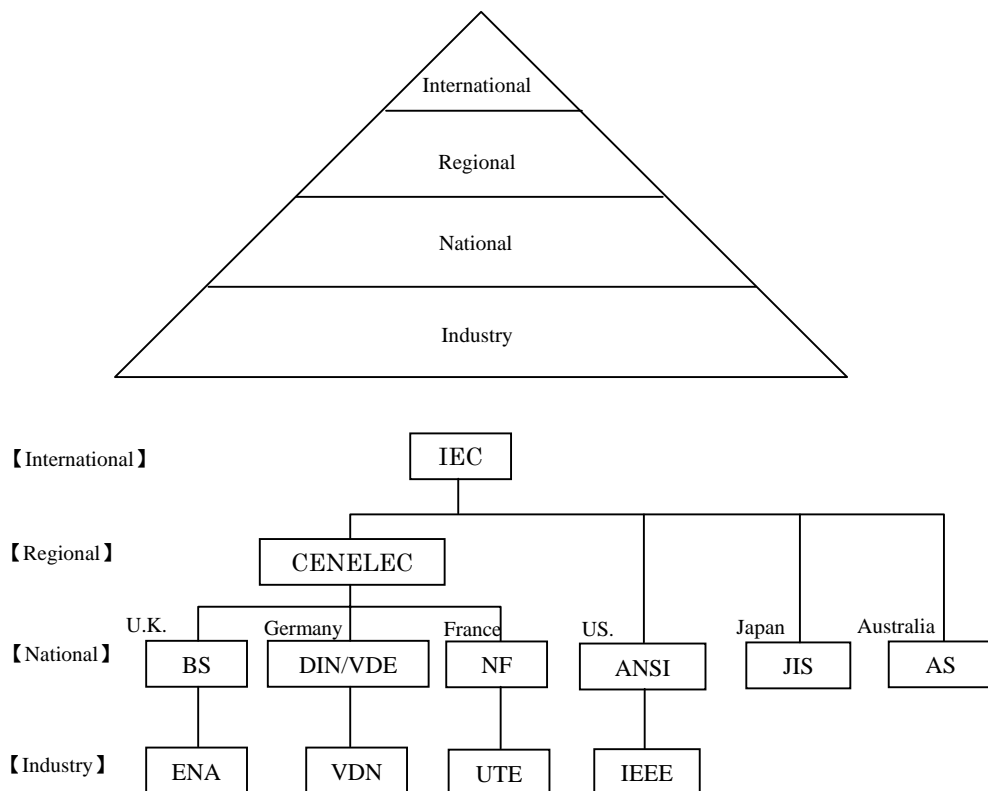 International
Regional
National
Industry
【International】
IEC
【Regional】
CENELEC
U.K.
Germany
France
US.
Japan
Australia
【National】
BS
DIN/VDE
NF
ANSI
JIS
AS
【Industry】
ENA
VDN
UTE
IEEE